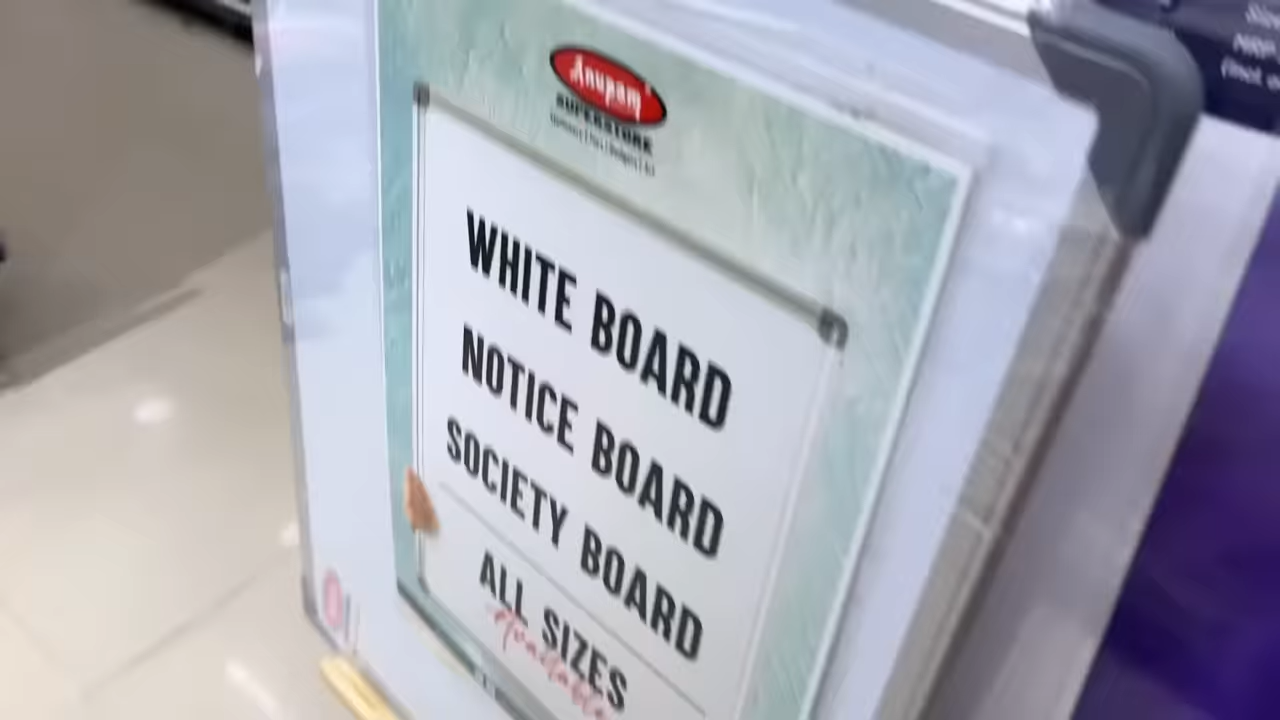 Anupam
SUPERSTORE
WHITE BOARD
NOTICE BOARD
SOCIETY BOARD
ALL SIZES
Available